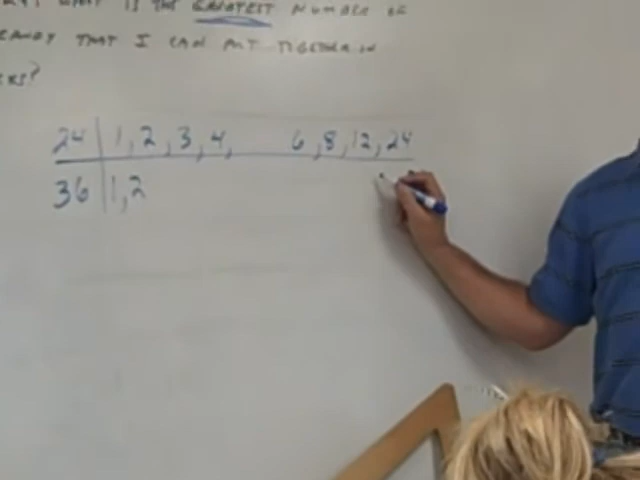 WHAT IS THE GREATEST NUMBER OF
CANDY THAT I CAN PUT TOGETHER IN
24 1, 2, 3, 4, 6, 8, 12, 24
36 1, 2